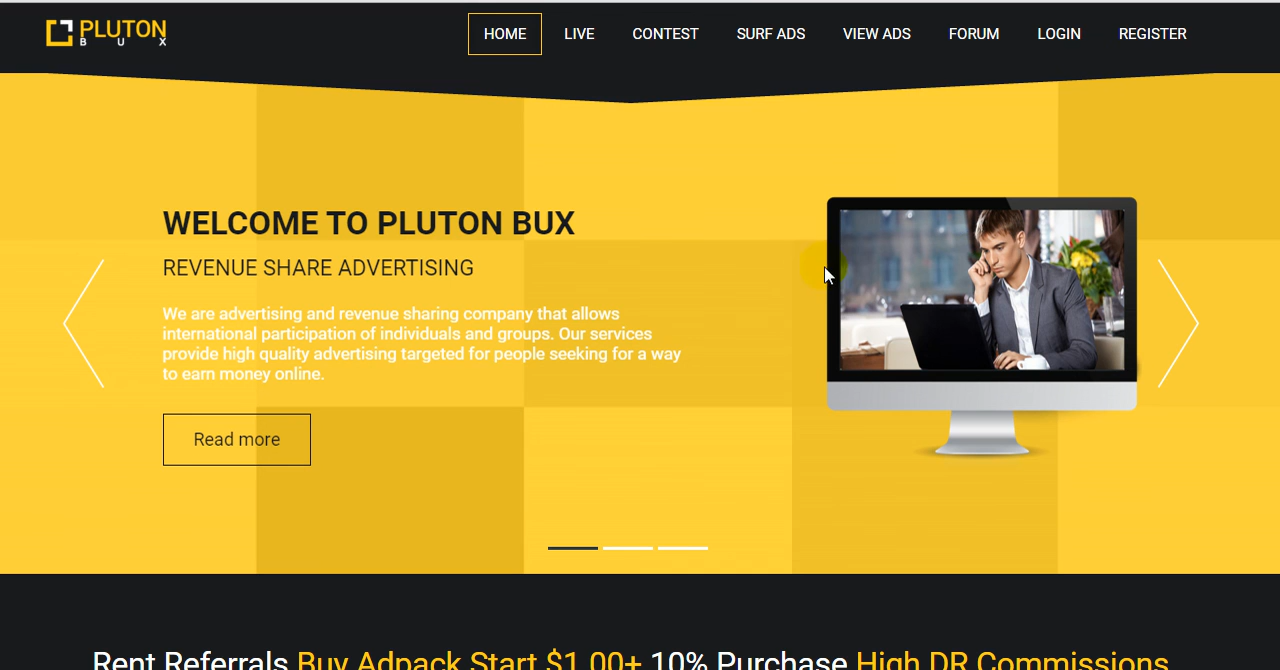 PLUTON
BUX
HOME LIVE CONTEST SURF ADS VIEW ADS FORUM LOGIN REGISTER
WELCOME TO PLUTON BUX
REVENUE SHARE ADVERTISING
We are advertising and revenue sharing company that allows
international participation of individuals and groups. Our services
provide high quality advertising targeted for people seeking for a way
to earn money online.
Read more
Rent Referrals Buy Adpack Start $1.00+ 10% Purchase High DR Commissions